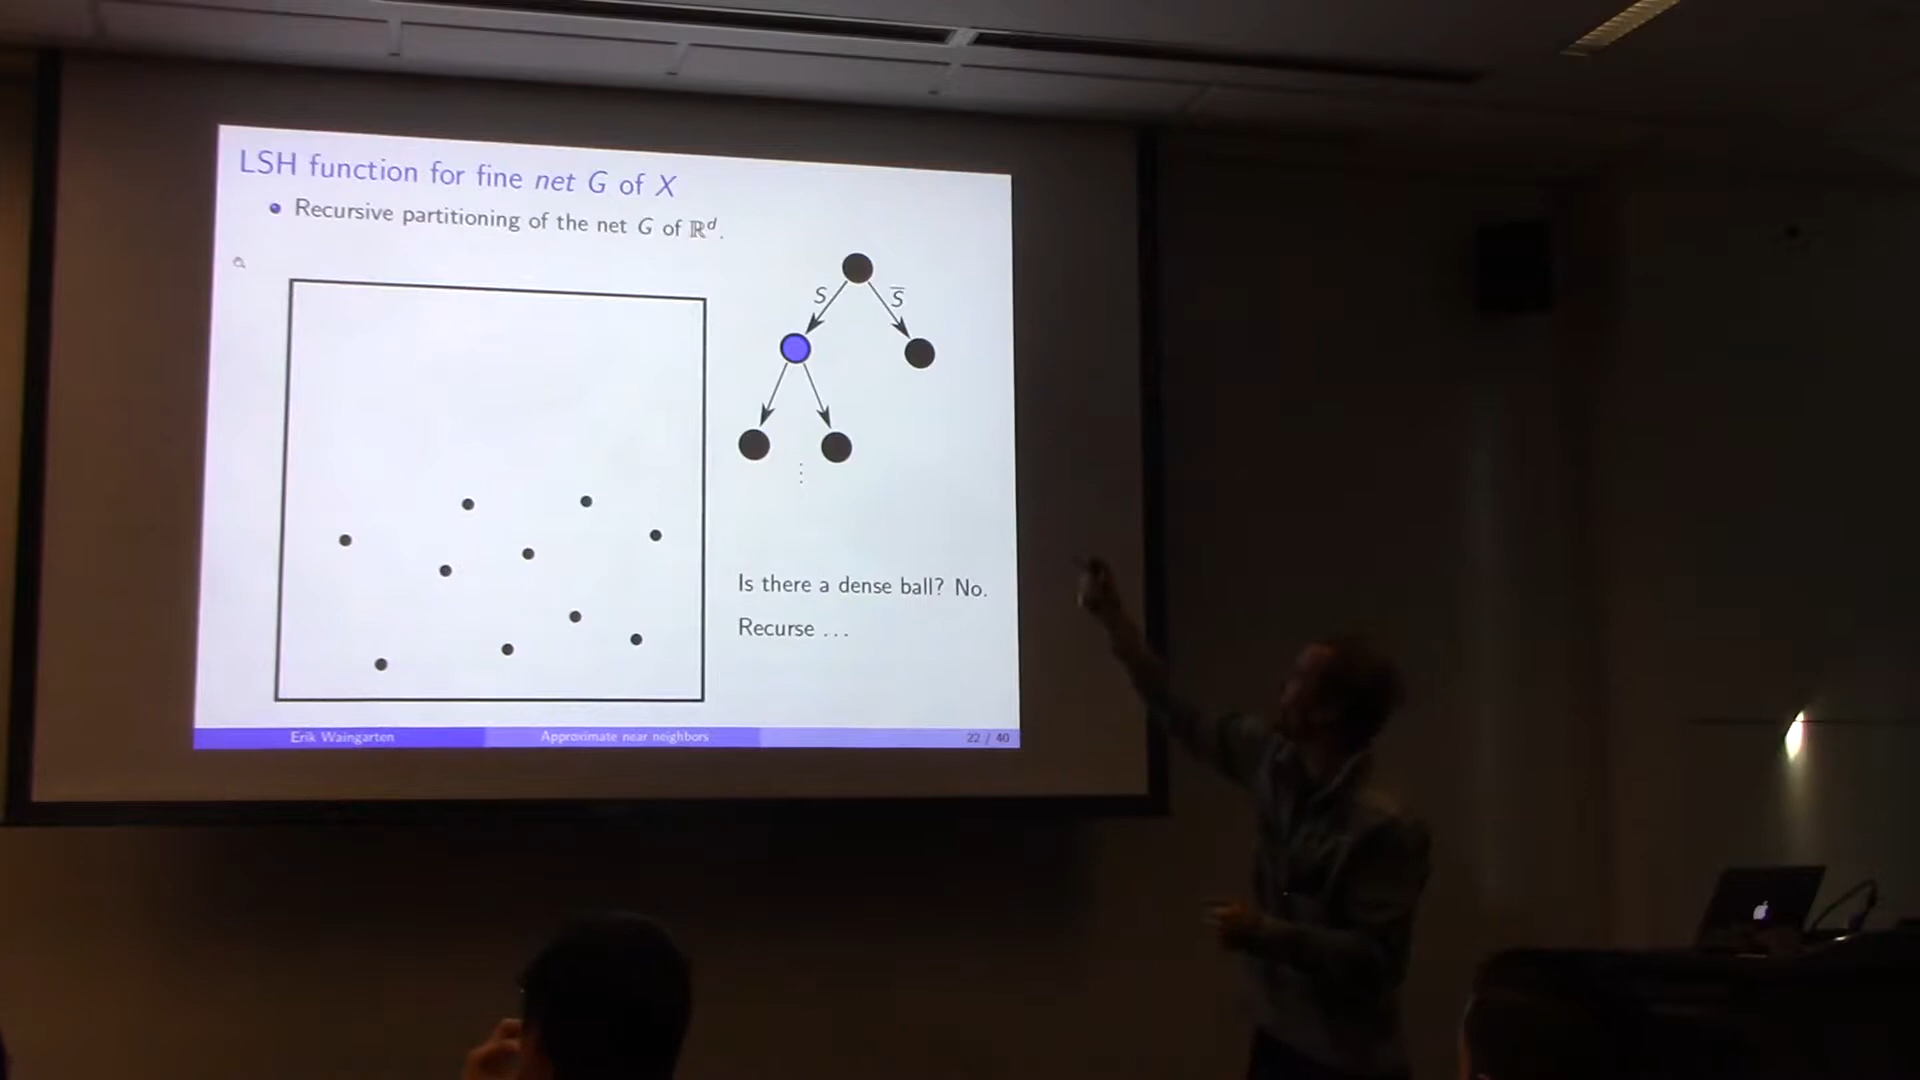 LSH function for fine net G of X
Recursive partitioning of the net G of ℝᵈ.
S
S̅
Is there a dense ball? No.
Recurse ...
Erik Waingarten
Approximate near neighbors
22 / 40